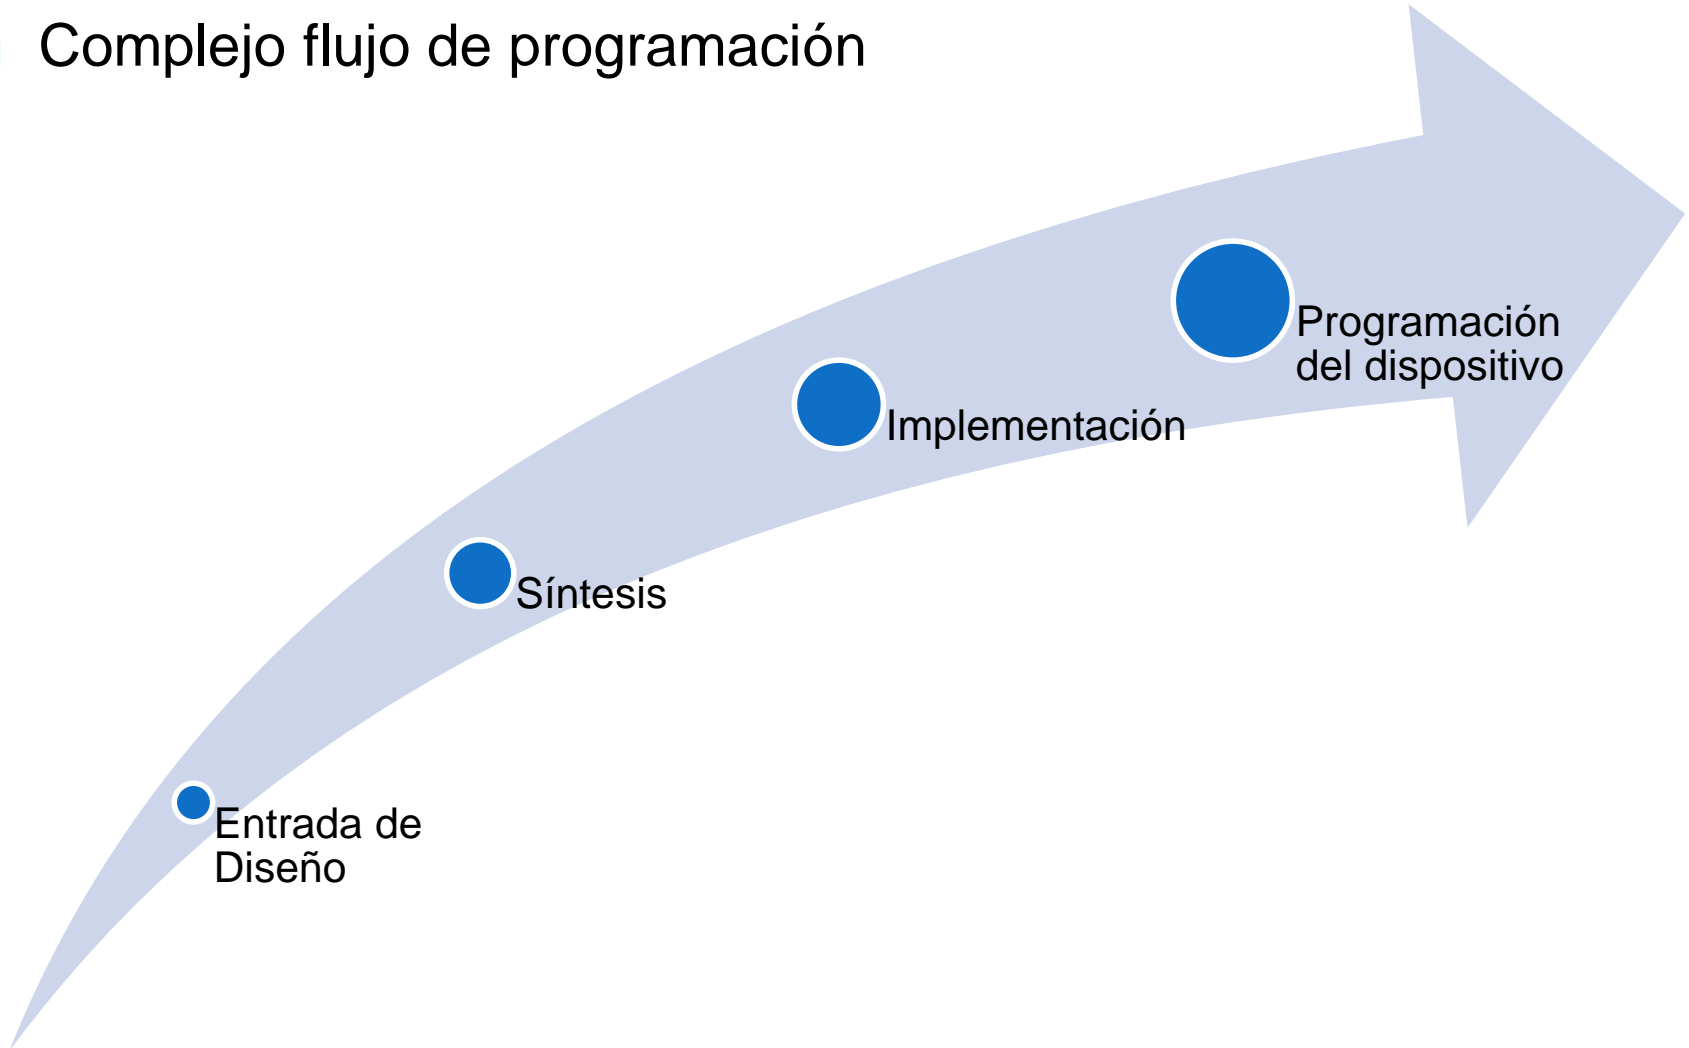 Complejo flujo de programación
Programación
del dispositivo
Implementación
Síntesis
Entrada de
Diseño